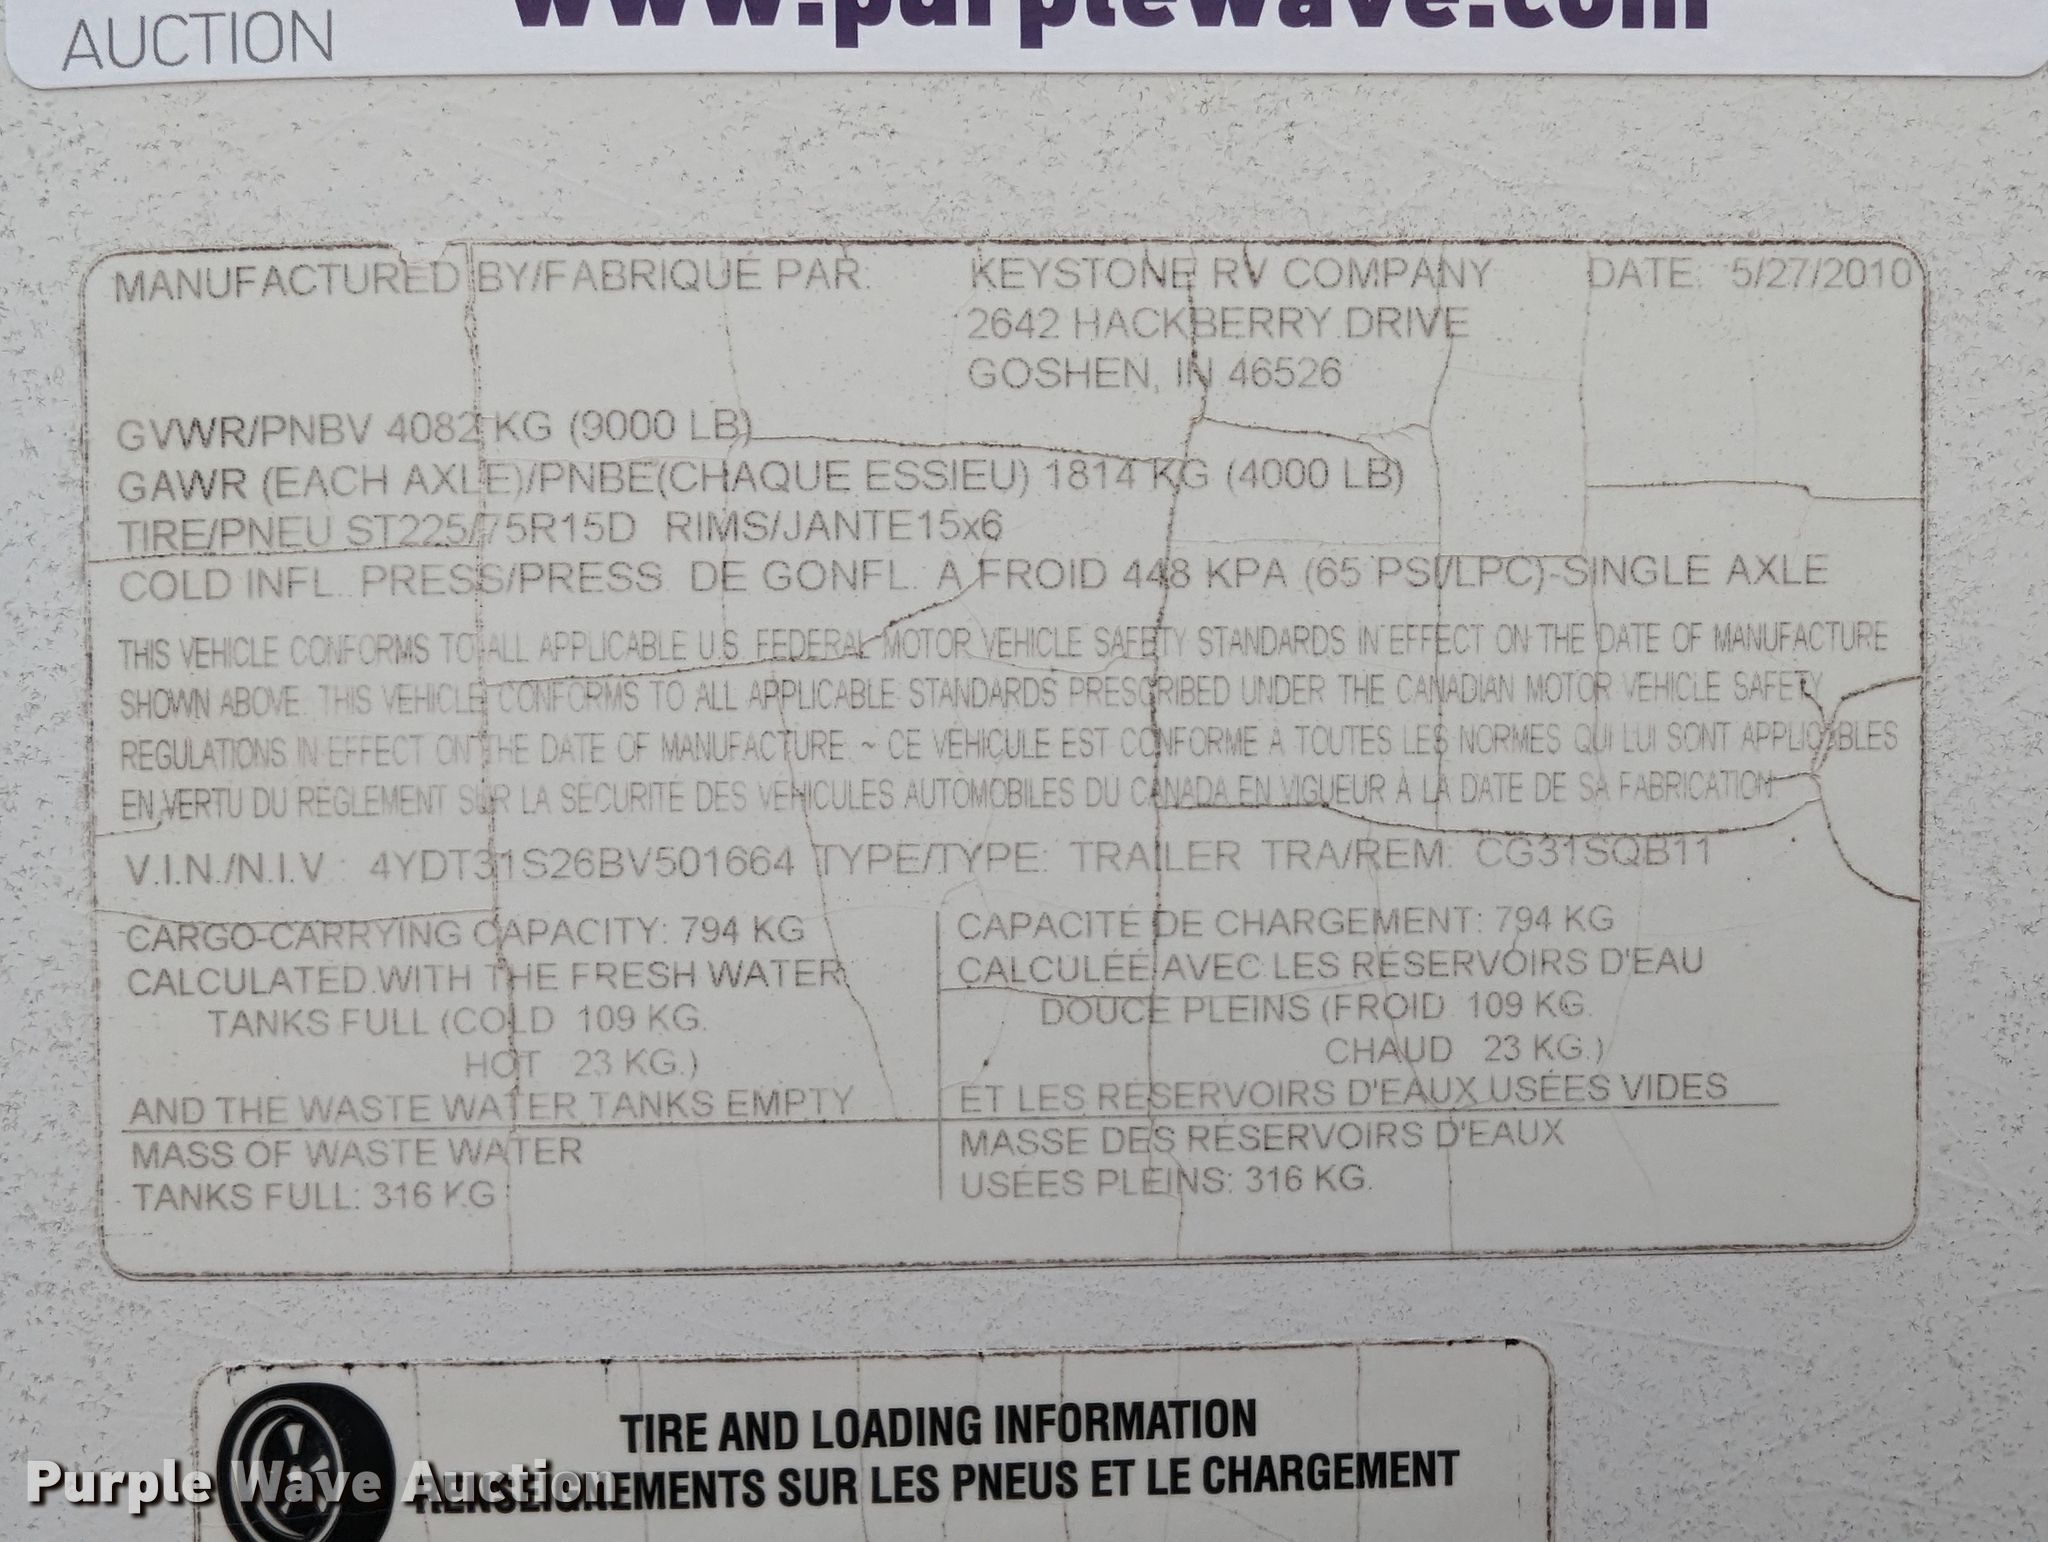 www.purplewave.com
AUCTION
MANUFACTURED BY/FABRIQUÉ PAR: KEYSTONE RV COMPANY DATE: 5/27/2010
2642 HACKBERRY DRIVE
GOSHEN, IN 46526
GVWR/PNBV 4082 KG (9000 LB)
GAWR (EACH AXLE)/PNBE(CHAQUE ESSIEU) 1814 KG (4000 LB)
TIRE/PNEU ST225/75R15D RIMS/JANTE15x6
COLD INFL. PRESS/PRESS. DE GONFL. A FROID 448 KPA (65 PSI/LPC)-SINGLE AXLE
THIS VEHICLE CONFORMS TO ALL APPLICABLE U.S. FEDERAL MOTOR VEHICLE SAFETY STANDARDS IN EFFECT ON THE DATE OF MANUFACTURE
SHOWN ABOVE. THIS VEHICLE CONFORMS TO ALL APPLICABLE STANDARDS PRESCRIBED UNDER THE CANADIAN MOTOR VEHICLE SAFETY
REGULATIONS IN EFFECT ON THE DATE OF MANUFACTURE. ~ CE VÉHICULE EST CONFORME À TOUTES LES NORMES QUI LUI SONT APPLICABLES
EN VERTU DU RÈGLEMENT SUR LA SÉCURITÉ DES VÉHICULES AUTOMOBILES DU CANADA EN VIGUEUR À LA DATE DE SA FABRICATION
V.I.N./N.I.V.: 4YDT31S26BV501664 TYPE/TYPE: TRAILER TRA/REM: CG31SQB11
CARGO-CARRYING CAPACITY: 794 KG
CALCULATED WITH THE FRESH WATER
TANKS FULL (COLD 109 KG.
HOT 23 KG.)
AND THE WASTE WATER TANKS EMPTY
MASS OF WASTE WATER
TANKS FULL: 316 KG
CAPACITÉ DE CHARGEMENT: 794 KG
CALCULÉE AVEC LES RÉSERVOIRS D'EAU
DOUCE PLEINS (FROID 109 KG.
CHAUD 23 KG.)
ET LES RÉSERVOIRS D'EAUX USÉES VIDES
MASSE DES RÉSERVOIRS D'EAUX
USÉES PLEINS: 316 KG.
TIRE AND LOADING INFORMATION
RENSEIGNEMENTS SUR LES PNEUS ET LE CHARGEMENT
Purple Wave Auction